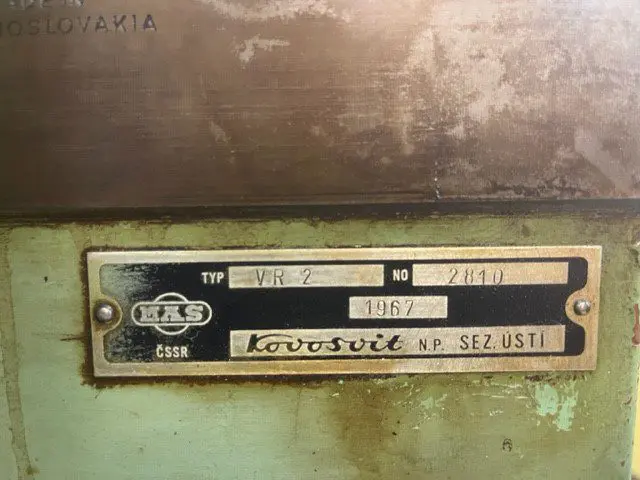 OSLOVAKIA
TYP VR 2 NO 2810
1967
MAS
ČSSR
Kovosvit N.P. SEZ. ÚSTÍ